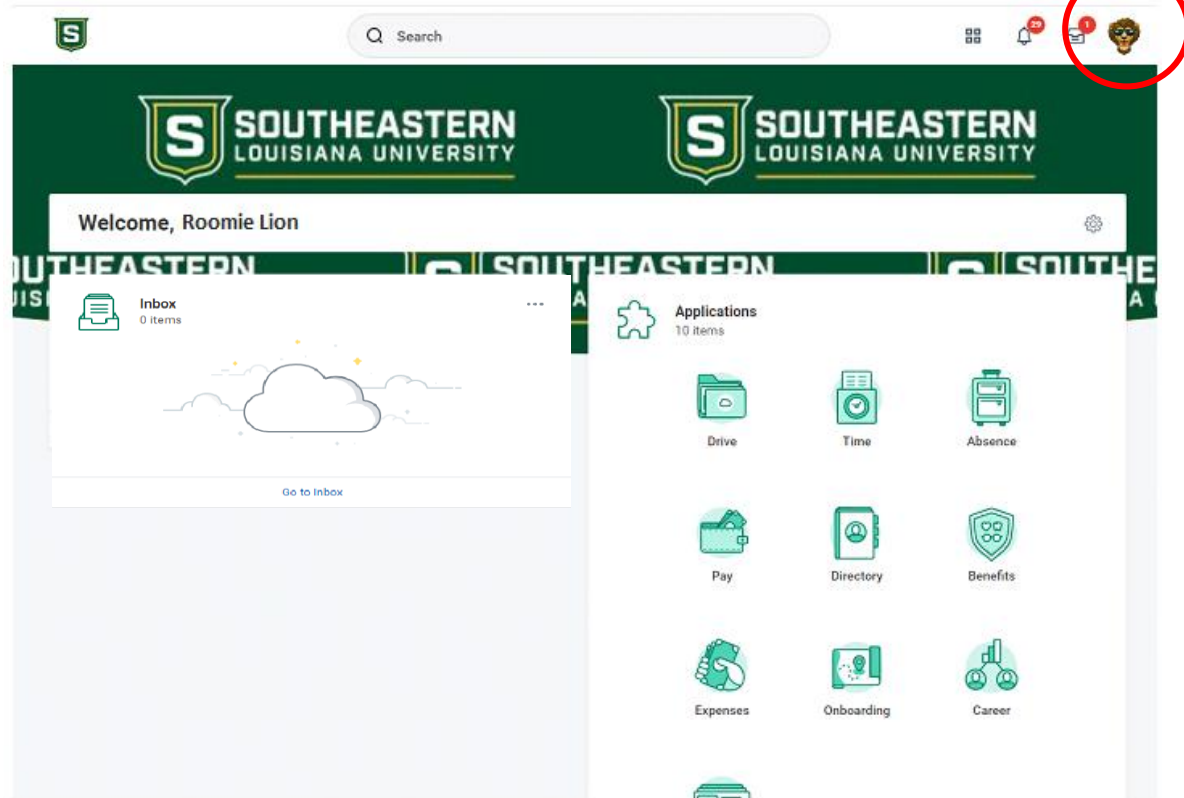 S
Search
29
1
S SOUTHEASTERN
LOUISIANA UNIVERSITY
S SOUTHEASTERN
LOUISIANA UNIVERSITY
Welcome, Roomie Lion
SOUTHEASTERN
Inbox
0 items
Applications
10 items
Drive
Time
Absence
Go to Inbox
Pay
Directory
Benefits
Expenses
Onboarding
Career